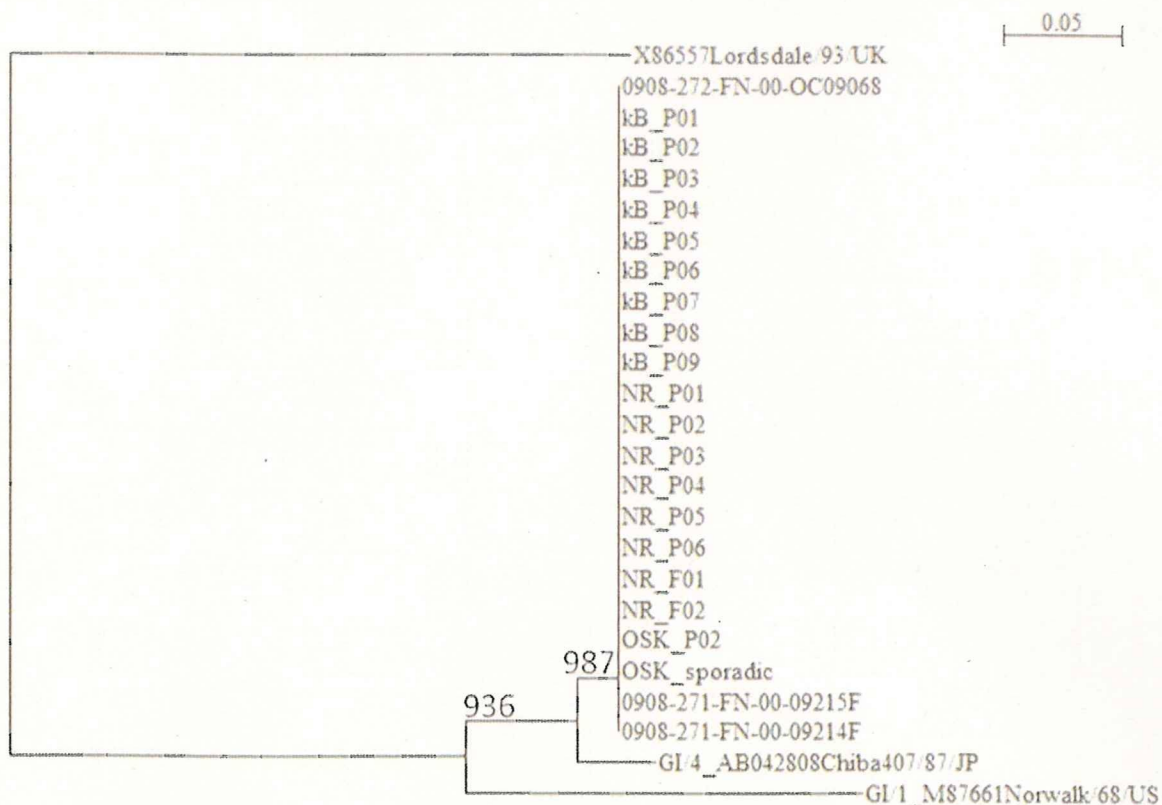 0.05
X86557Lordsdale/93/UK
0908-272-FN-00-OC09068
kB_P01
kB_P02
kB_P03
kB_P04
kB_P05
kB_P06
kB_P07
kB_P08
kB_P09
NR_P01
NR_P02
NR_P03
NR_P04
NR_P05
NR_P06
NR_F01
NR_F02
OSK_P02
987
OSK_sporadic
0908-271-FN-00-09215F
936
0908-271-FN-00-09214F
GI/4_AB042808Chiba407/87/JP
GI/1_M87661Norwalk/68/US